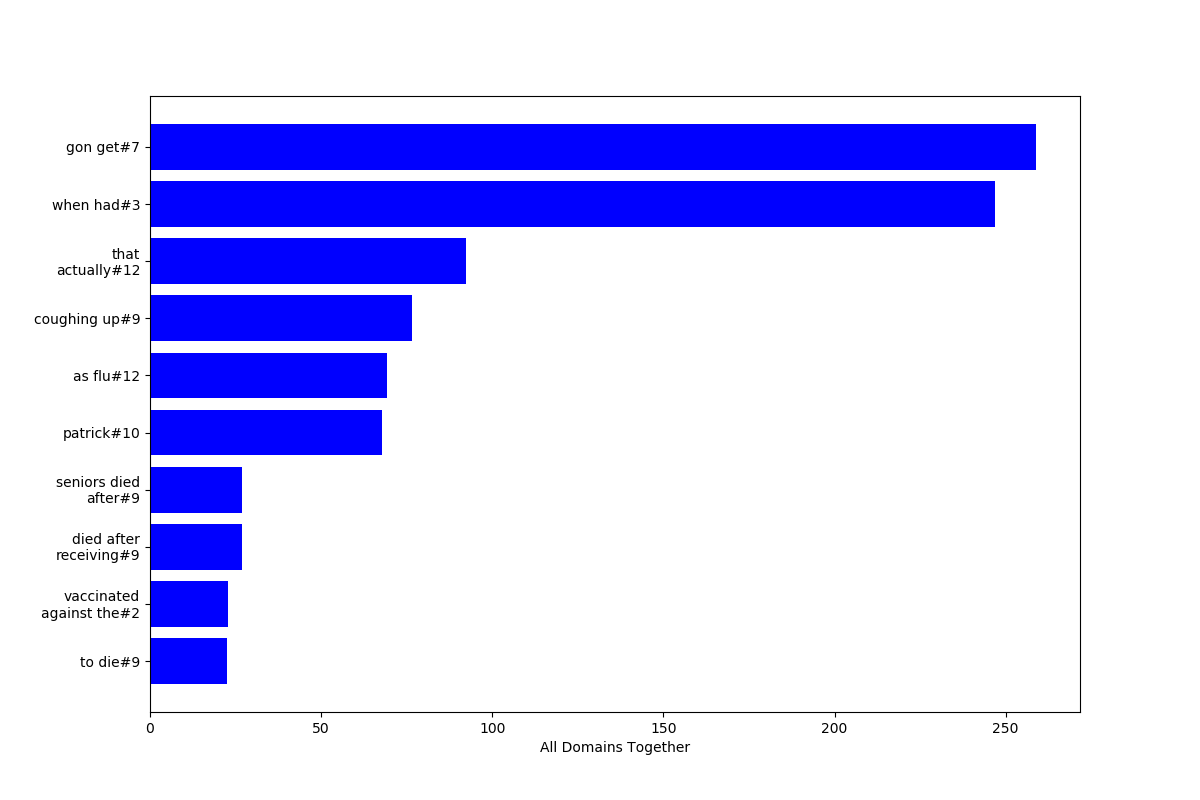 gon get#7
when had#3
that
actually#12
coughing up#9
as flu#12
patrick#10
seniors died
after#9
died after
receiving#9
vaccinated
against the#2
to die#9
0 50 100 150 200 250
All Domains Together